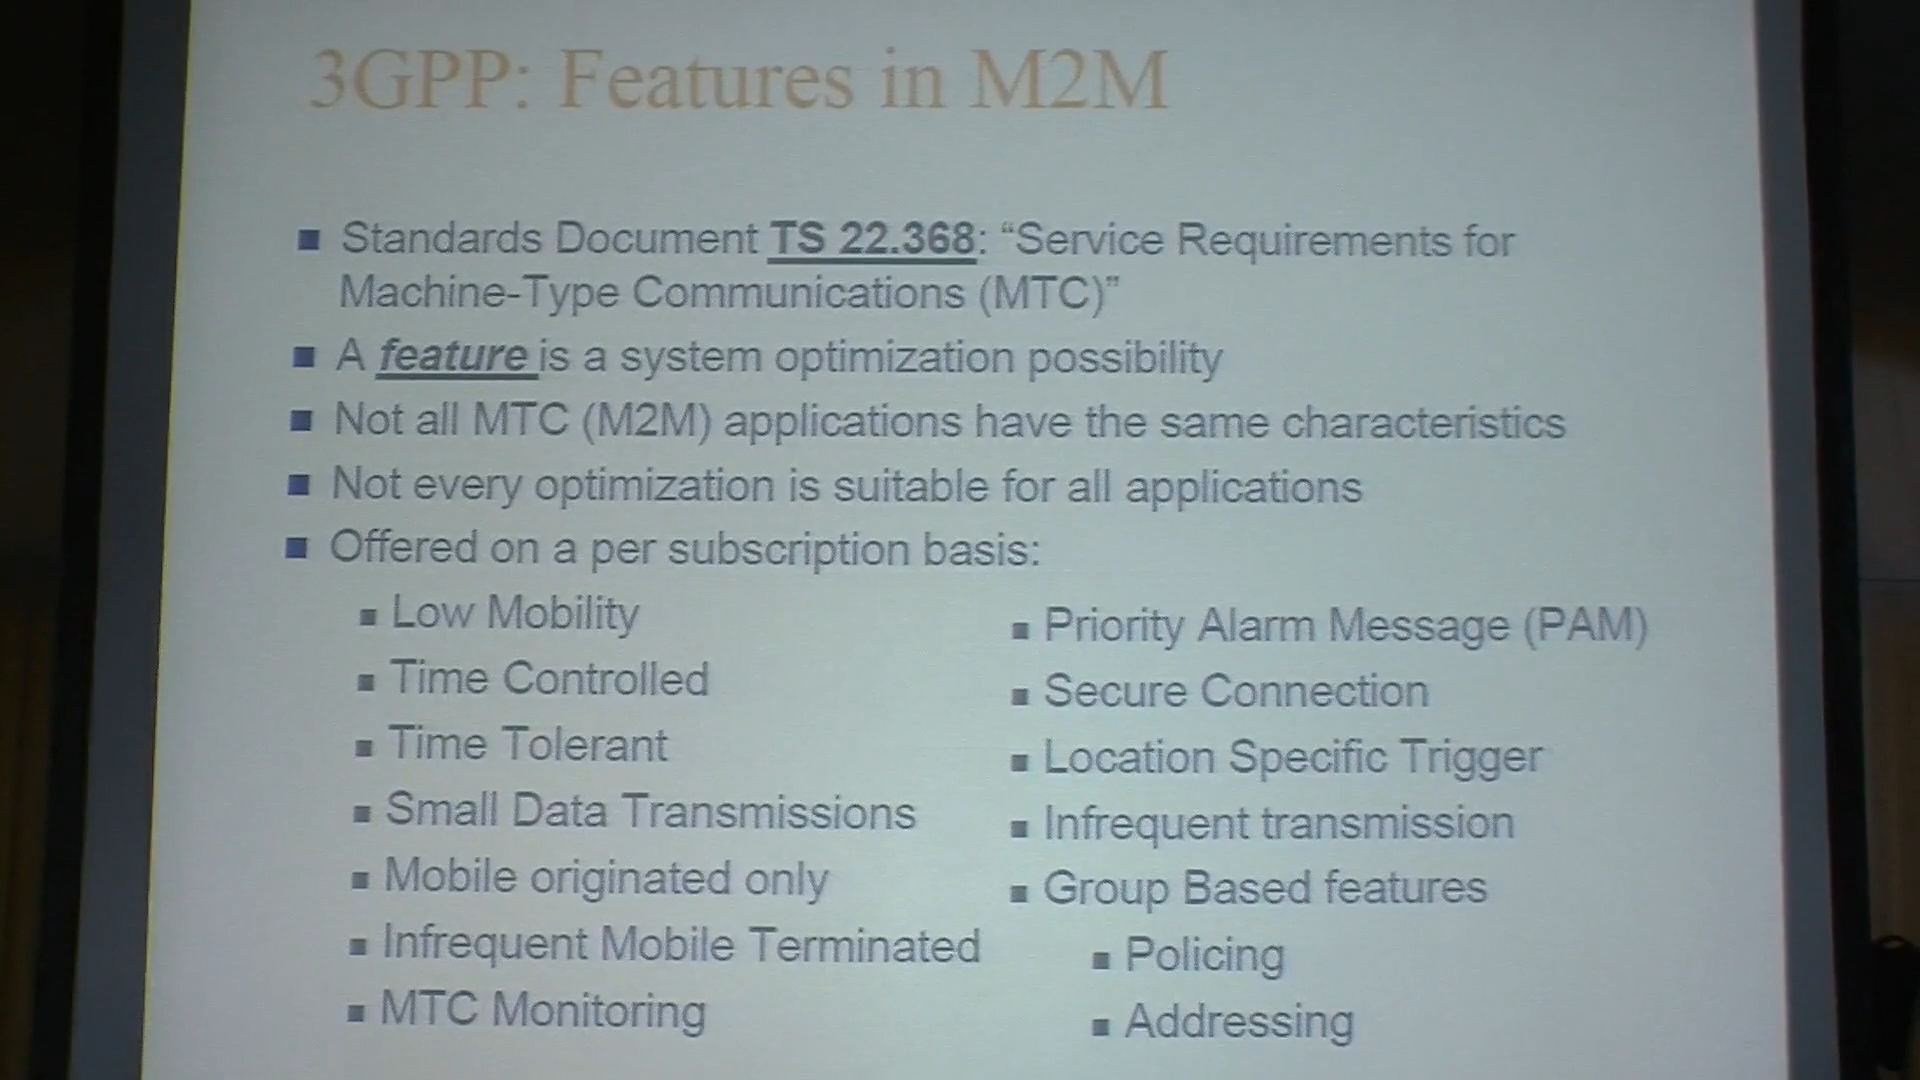 3GPP: Features in M2M
Standards Document TS 22.368: “Service Requirements for
Machine-Type Communications (MTC)”
A feature is a system optimization possibility
Not all MTC (M2M) applications have the same characteristics
Not every optimization is suitable for all applications
Offered on a per subscription basis:
Low Mobility
Time Controlled
Time Tolerant
Small Data Transmissions
Mobile originated only
Infrequent Mobile Terminated
MTC Monitoring
Priority Alarm Message (PAM)
Secure Connection
Location Specific Trigger
Infrequent transmission
Group Based features
Policing
Addressing